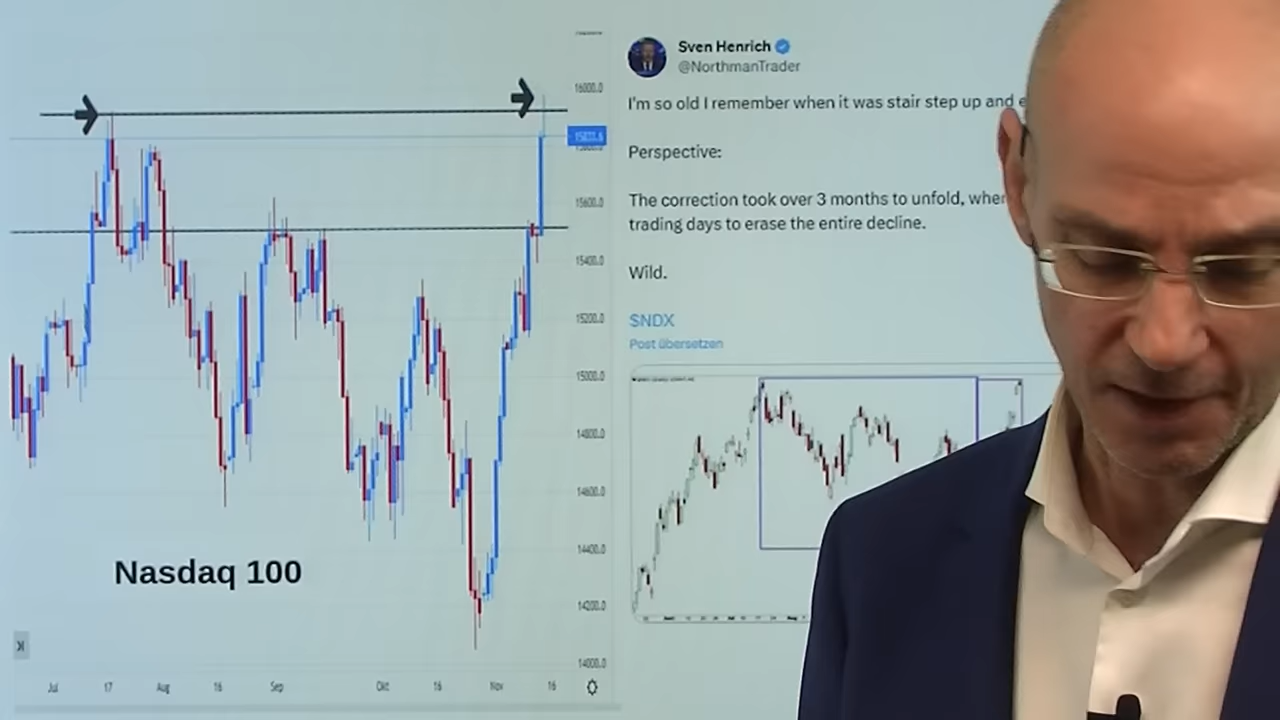 16000.0
15600.0
15400.0
15200.0
15000.0
14800.0
14600.0
14400.0
14200.0
14000.0
Nasdaq 100
Jul 17 Aug 16 Sep Okt 16 Nov 16
Sven Henrich
@NorthmanTrader
I'm so old I remember when it was stair step up and
Perspective:
The correction took over 3 months to unfold,
trading days to erase the entire decline.
Wild.
$NDX
Post übersetzen